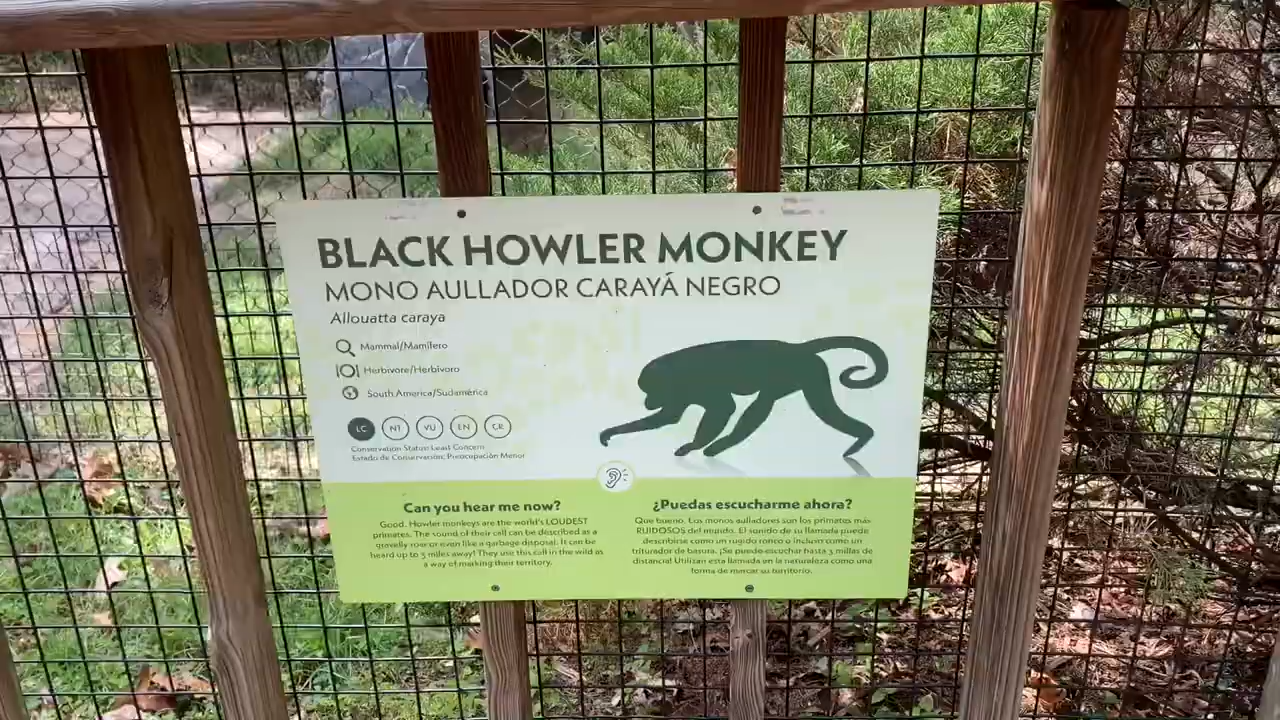 BLACK HOWLER MONKEY
MONO AULLADOR CARAYÁ NEGRO
Allouatta caraya
Mammal/Mamífero
Herbivore/Herbívoro
South America/Sudamérica
LC NT VU EN CR
Conservation Status: Least Concern
Estado de Conservación: Preocupación Menor
Can you hear me now?
Good. Howler monkeys are the world's LOUDEST
primates. The sound of their call can be described as a
gravelly roar or even like a garbage disposal. It can be
heard up to 3 miles away! They use this call in the wild as
a way of marking their territory.
¿Puedas escucharme ahora?
Que bueno. Los monos aulladores son los primates más
RUIDOSOS del mundo. El sonido de su llamada puede
describirse como un rugido ronco o incluso como un
triturador de basura. ¡Se puede escuchar hasta 3 millas de
distancia! Utilizan esta llamada en la naturaleza como una
forma de marcar su territorio.